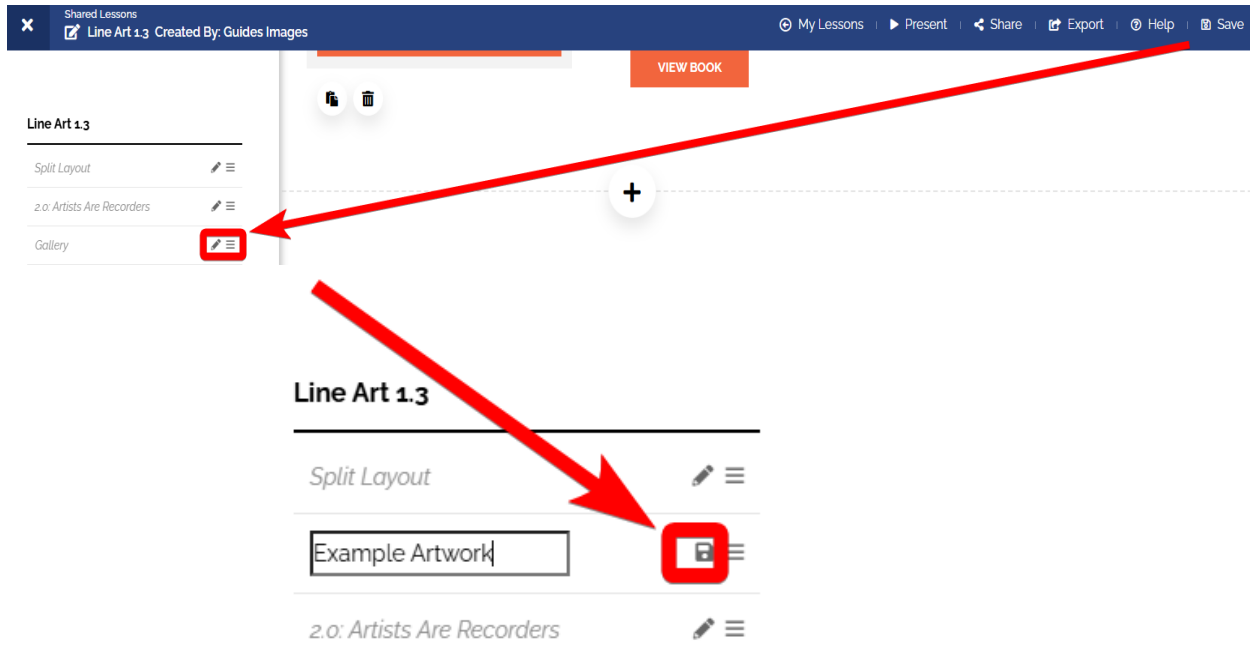 Shared Lessons
Line Art 1.3 Created By: Guides Images
My Lessons
Present
Share
Export
Help
Save
VIEW BOOK
Line Art 1.3
Split Layout
2.0: Artists Are Recorders
Gallery
Line Art 1.3
Split Layout
Example Artwork
2.0: Artists Are Recorders